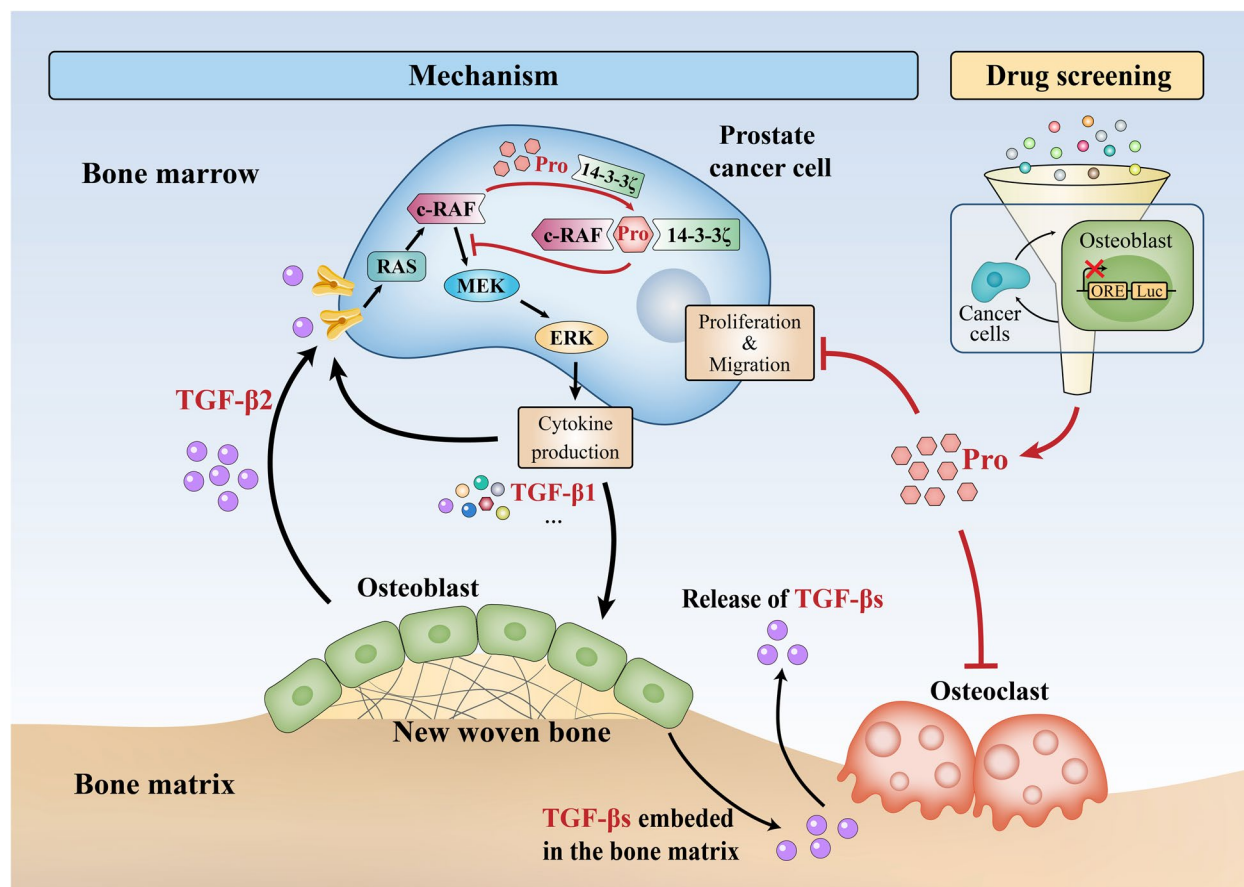 Mechanism
Drug screening
Bone marrow
Prostate
cancer cell
Pro
14-3-3ζ
c-RAF
c-RAF
Pro
14-3-3ζ
RAS
MEK
ERK
Proliferation
&
Migration
Osteoblast
ORE
Luc
Cancer
cells
TGF-β2
Cytokine
production
TGF-β1
...
Pro
Osteoblast
Release of TGF-βs
Osteoclast
New woven bone
Bone matrix
TGF-βs embeded
in the bone matrix